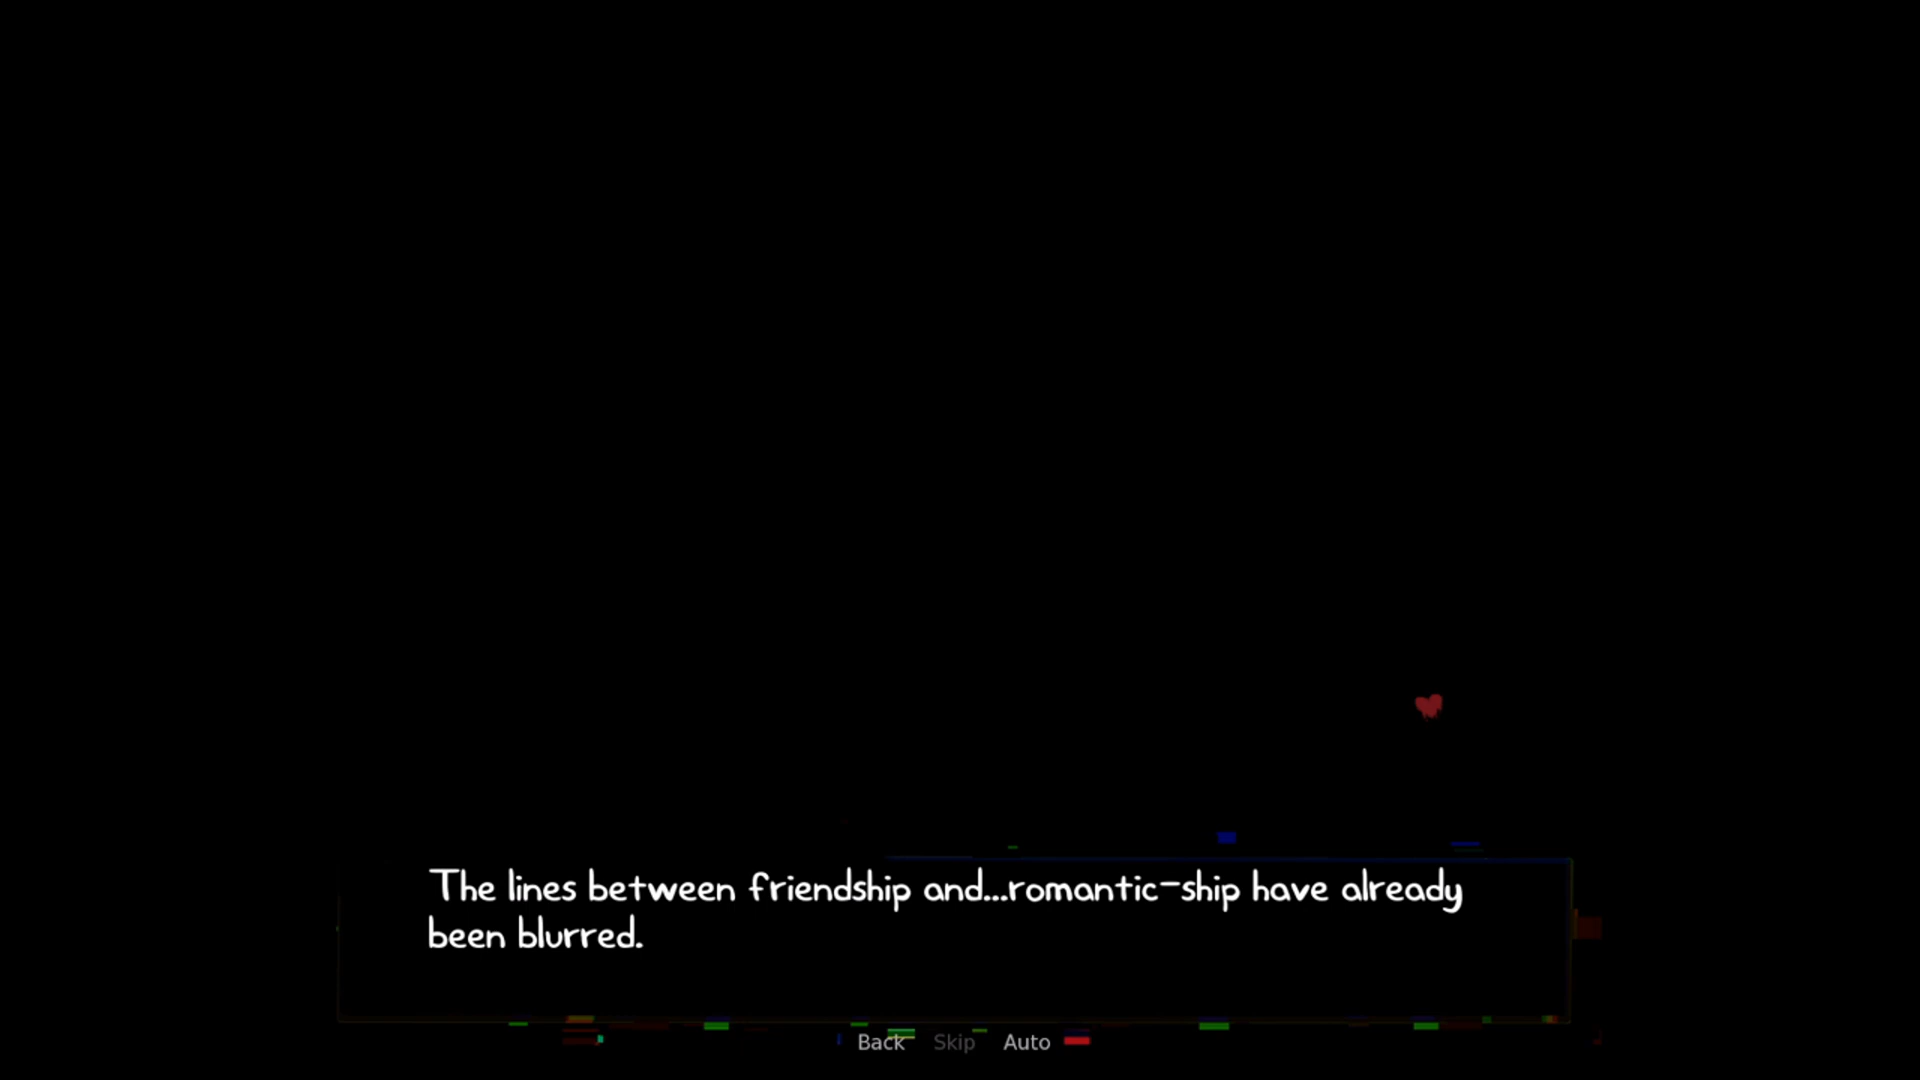 The lines between friendship and...romantic-ship have already
been blurred.
Back Skip Auto